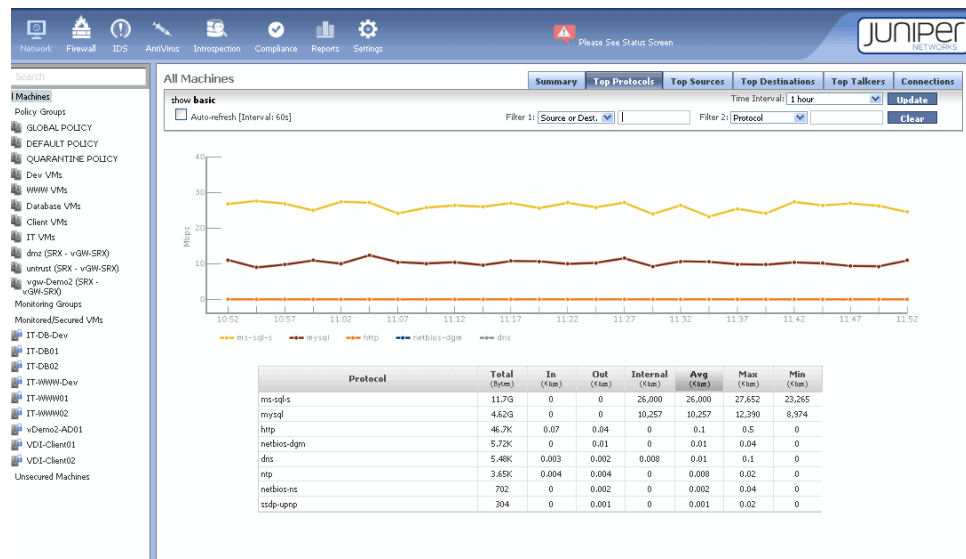 Network Firewall IDS AntiVirus Introspection Compliance Reports Settings
Please See Status Screen
JUNIPER
NETWORKS
Search
l Machines
Policy Groups
GLOBAL POLICY
DEFAULT POLICY
QUARANTINE POLICY
Dev VMs
WWW VMs
Database VMs
Client VMs
IT VMs
dmz (SRX - vGW-SRX)
untrust (SRX - vGW-SRX)
vgw-Demo2 (SRX -
vGW-SRX)
Monitoring Groups
Monitored/Secured VMs
IT-DB-Dev
IT-DB01
IT-DB02
IT-WWW-Dev
IT-WWW01
IT-WWW02
vDemo2-AD01
VDI-Client01
VDI-Client02
Unsecured Machines
All Machines
Summary Top Protocols Top Sources Top Destinations Top Talkers Connections
show basic
Time Interval: 1 hour Update
Auto-refresh [Interval: 60s] Filter 1: Source or Dest. Filter 2: Protocol Clear
40
30
20
10
0
Mbps
10:52 10:57 11:02 11:07 11:12 11:17 11:22 11:27 11:32 11:37 11:42 11:47 11:52
ms-sql-s mysql http netbios-dgm dns
Protocol Total (Bytes) In (Kbps) Out (Kbps) Internal (Kbps) Avg (Kbps) Max (Kbps) Min (Kbps)
ms-sql-s 11.7G 0 0 26,000 26,000 27,652 23,265
mysql 4.62G 0 0 10,257 10,257 12,390 8,974
http 46.7K 0.07 0.04 0 0.1 0.5 0
netbios-dgm 5.72K 0 0.01 0 0.01 0.04 0
dns 5.48K 0.003 0.002 0.008 0.01 0.1 0
ntp 3.65K 0.004 0.004 0 0.008 0.02 0
netbios-ns 702 0 0.002 0 0.002 0.04 0
ssdp-upnp 304 0 0.001 0 0.001 0.02 0